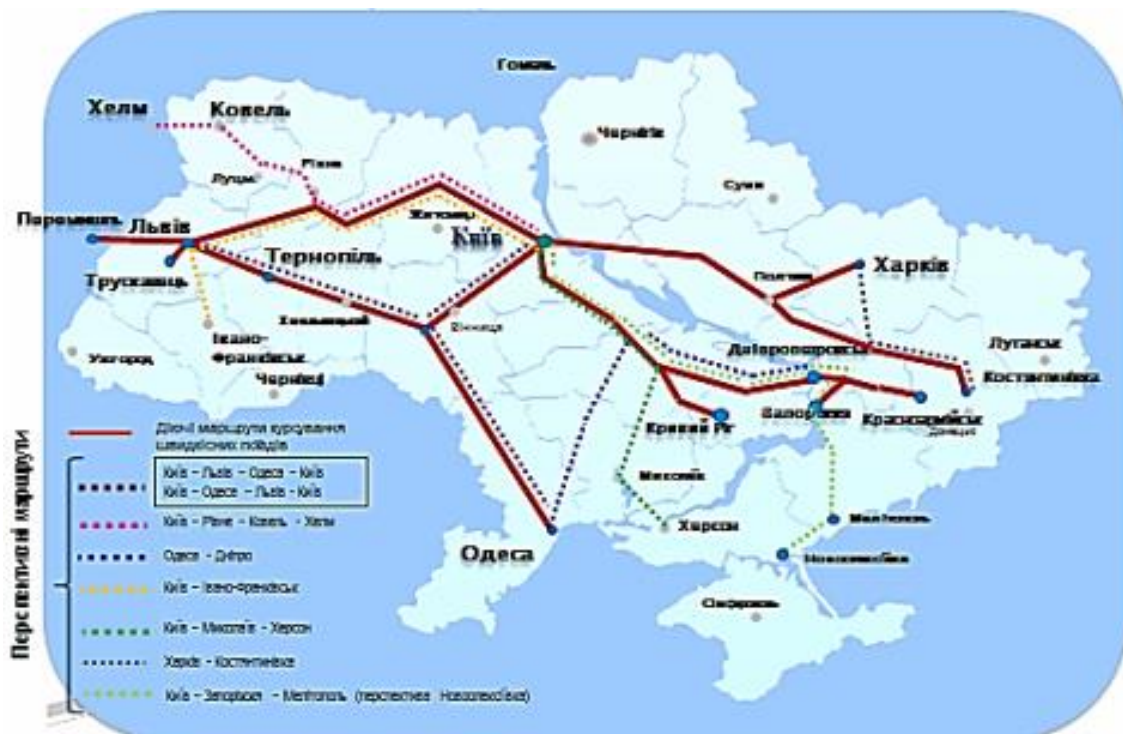 Гомель
Хелм
Ковель
Чернігів
Рівне
Луцьк
Суми
Перемишль
Львів
Житомир
Київ
Тернопіль
Полтава
Харків
Трускавець
Хмельницький
Вінниця
Івано-
Франківськ
Ужгород
Чернівці
Дніпропетровськ
Луганськ
Костянтинівка
Кривий Ріг
Запоріжжя
Красноармійськ
Донецьк
Миколаїв
Херсон
Мелітополь
Одеса
Новоолексіївка
Сімферополь
Діючі маршрути курсування
швидкісних поїздів
Перспективні маршрути
Київ - Львів - Одеса - Київ
Київ - Одеса - Львів - Київ
Київ - Рівне - Ковель - Хелм
Одеса - Дніпро
Київ - Івано-Франківськ
Київ - Миколаїв - Херсон
Харків - Костянтинівка
Київ - Запоріжжя - Мелітополь (перспектива Новоолексіївка)